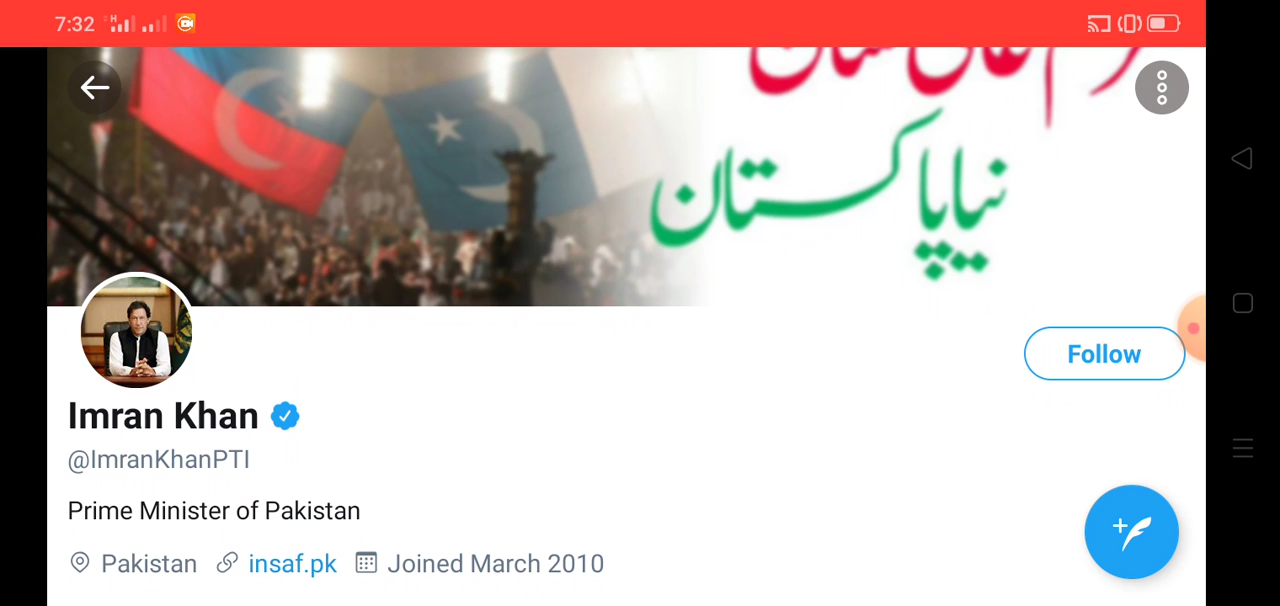 7:32 H
نیا پاکستان
Follow
Imran Khan
@ImranKhanPTI
Prime Minister of Pakistan
Pakistan insaf.pk Joined March 2010